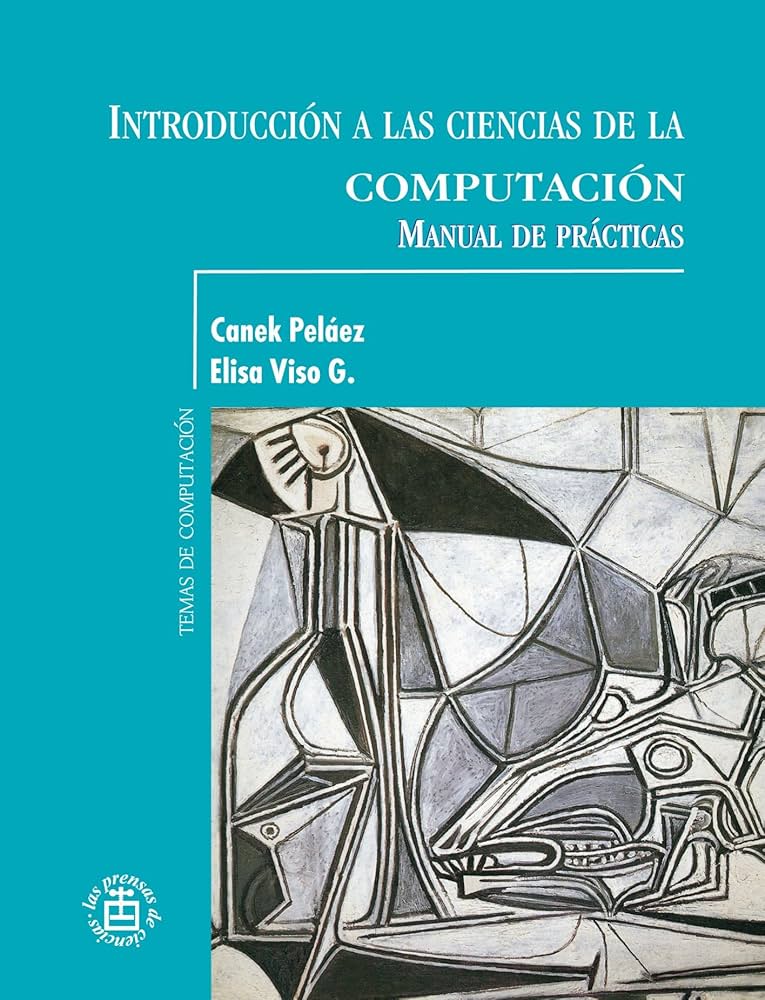 INTRODUCCIÓN A LAS CIENCIAS DE LA
COMPUTACIÓN
MANUAL DE PRÁCTICAS
Canek Peláez
Elisa Viso G.
TEMAS DE COMPUTACIÓN
las prensas de ciencias